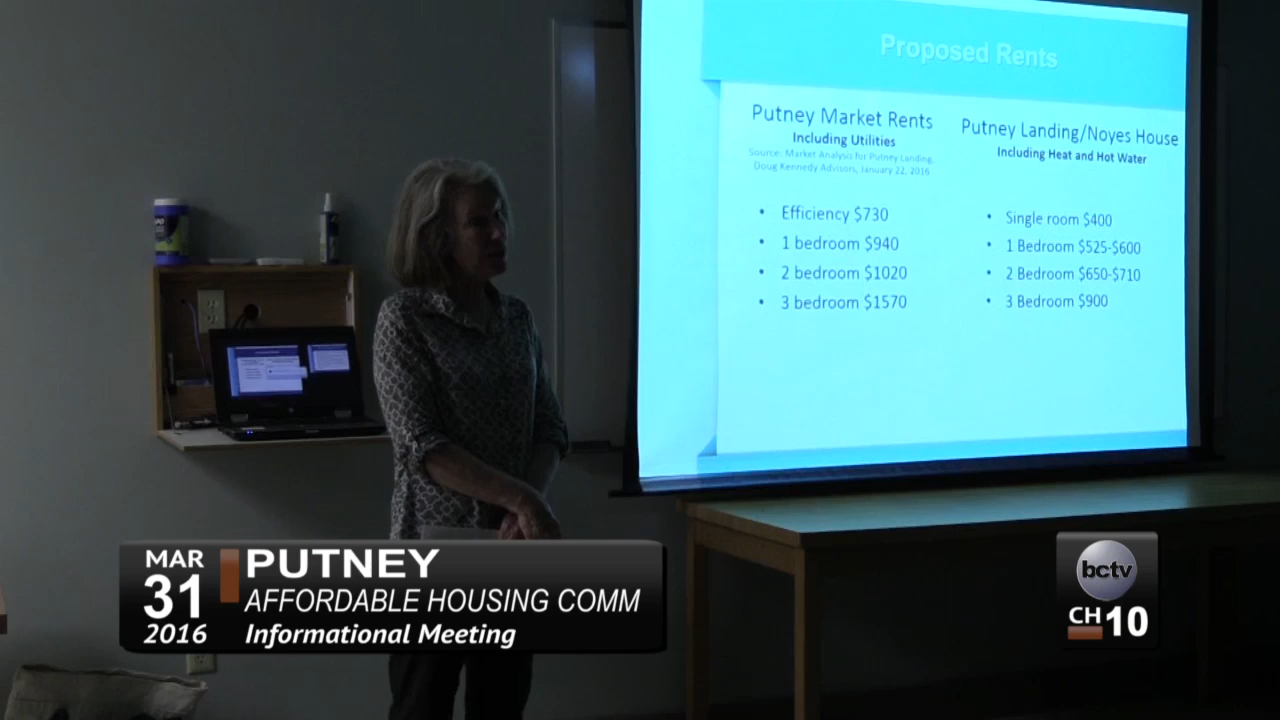 Proposed Rents
Putney Market Rents
Including Utilities
Source: Market Analysis for Putney Landing,
Doug Kennedy Advisors, January 22, 2016
• Efficiency $730
• 1 bedroom $940
• 2 bedroom $1020
• 3 bedroom $1570
Putney Landing/Noyes House
Including Heat and Hot Water
• Single room $400
• 1 Bedroom $525-$600
• 2 Bedroom $650-$710
• 3 Bedroom $900
MAR
31
2016
PUTNEY
AFFORDABLE HOUSING COMM
Informational Meeting
bctv
CH 10